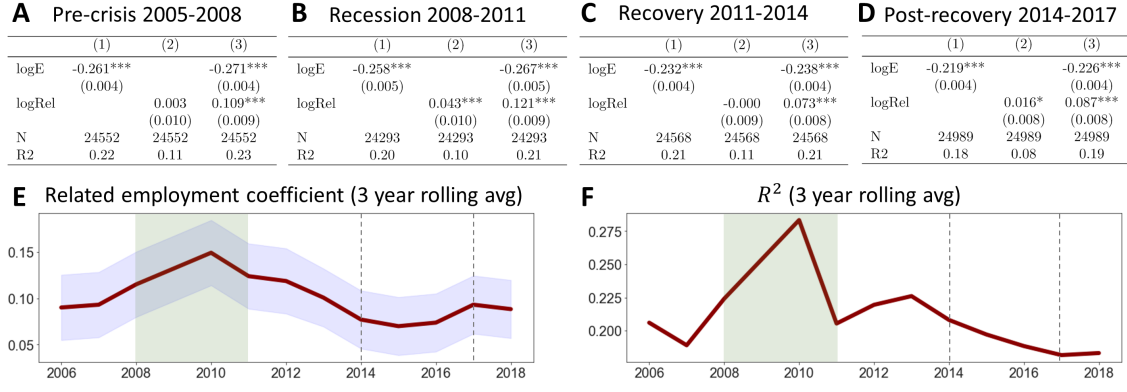 A Pre-crisis 2005-2008
(1) (2) (3)
logE -0.261*** -0.271***
(0.004) (0.004)
logRel 0.003 0.109***
(0.010) (0.009)
N 24552 24552 24552
R2 0.22 0.11 0.23
B Recession 2008-2011
(1) (2) (3)
logE -0.258*** -0.267***
(0.005) (0.005)
logRel 0.043*** 0.121***
(0.010) (0.009)
N 24293 24293 24293
R2 0.20 0.10 0.21
C Recovery 2011-2014
(1) (2) (3)
logE -0.232*** -0.238***
(0.004) (0.004)
logRel -0.000 0.073***
(0.009) (0.008)
N 24568 24568 24568
R2 0.21 0.11 0.21
D Post-recovery 2014-2017
(1) (2) (3)
logE -0.219*** -0.226***
(0.004) (0.004)
logRel 0.016* 0.087***
(0.008) (0.008)
N 24989 24989 24989
R2 0.18 0.08 0.19
E Related employment coefficient (3 year rolling avg)
0.15
0.10
0.05
2006 2008 2010 2012 2014 2016 2018
F R² (3 year rolling avg)
0.275
0.250
0.225
0.200
2006 2008 2010 2012 2014 2016 2018